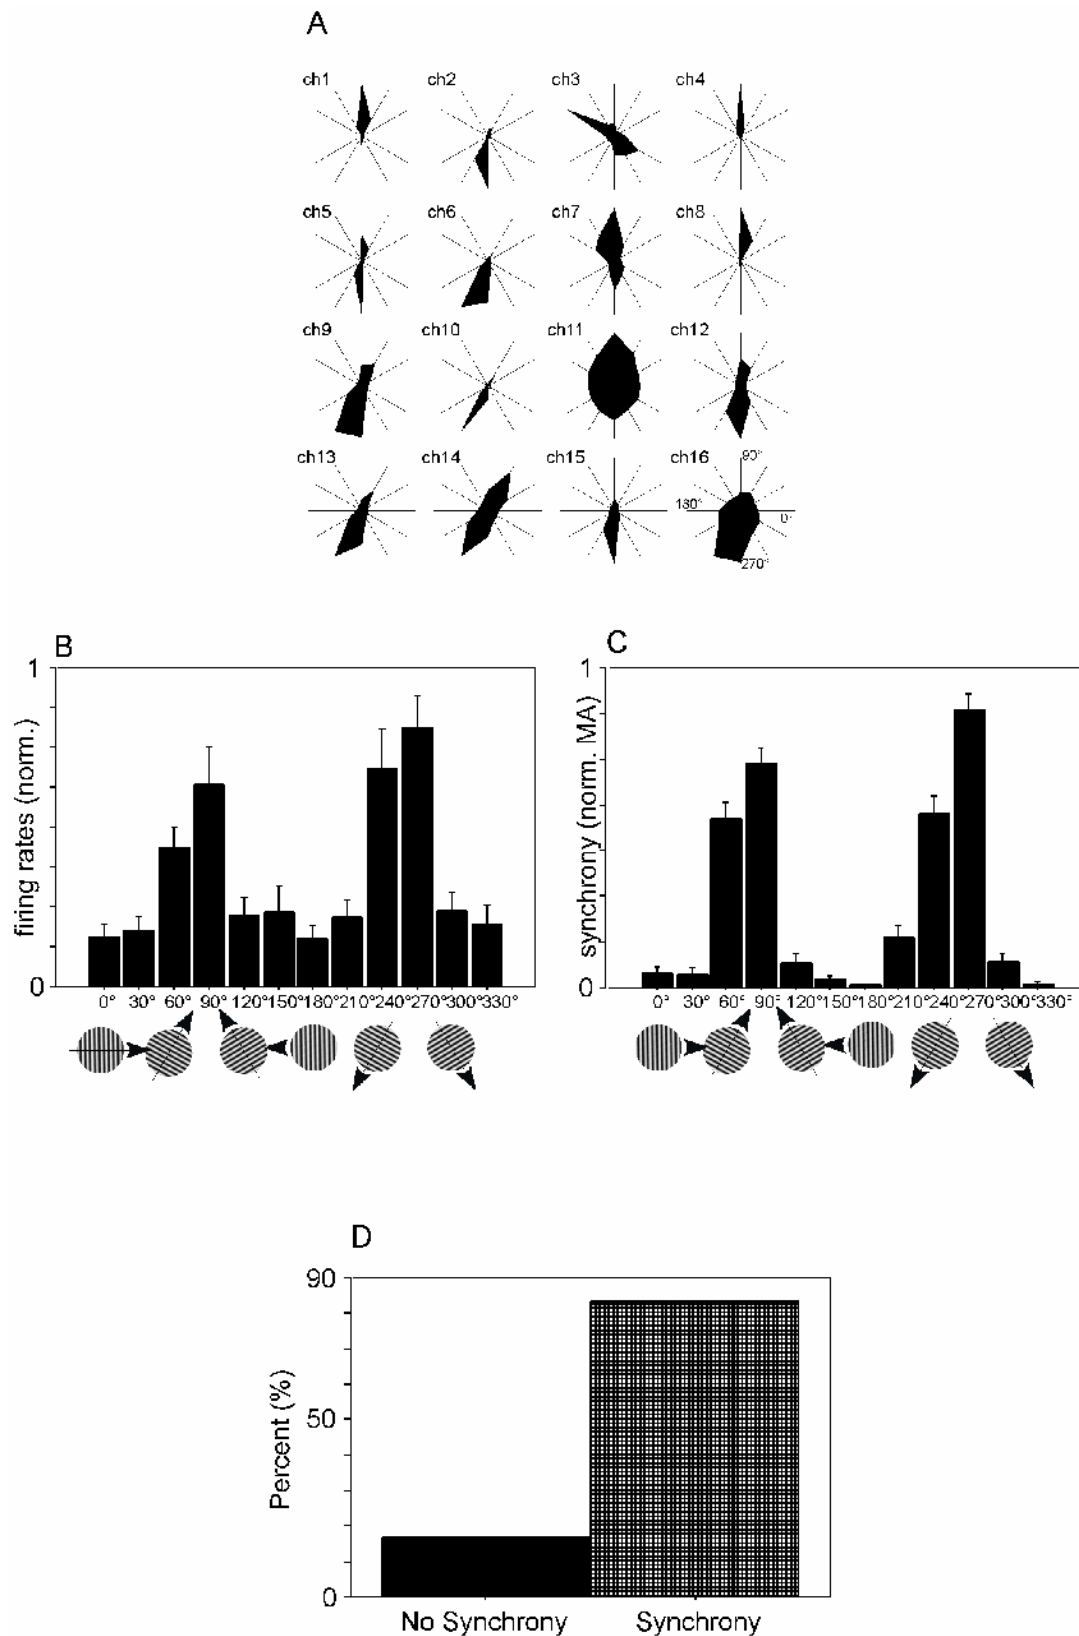 A
ch1 ch2 ch3 ch4
ch5 ch6 ch7 ch8
ch9 ch10 ch11 ch12
ch13 ch14 ch15 ch16
90°
180°
0°
270°
B
1
firing rates (norm.)
0
0° 30° 60° 90° 120° 150° 180° 210° 240° 270° 300° 330°
C
1
synchrony (norm. MA)
0
0° 30° 60° 90° 120° 150° 180° 210° 240° 270° 300° 330°
D
90
Percent (%)
50
0
No Synchrony Synchrony